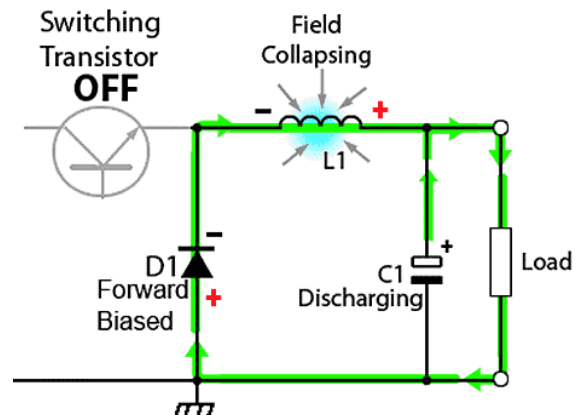 Switching
Transistor
OFF
Field
Collapsing
- +
L1
-
D1
Forward
Biased
+
+
C1
Discharging
Load